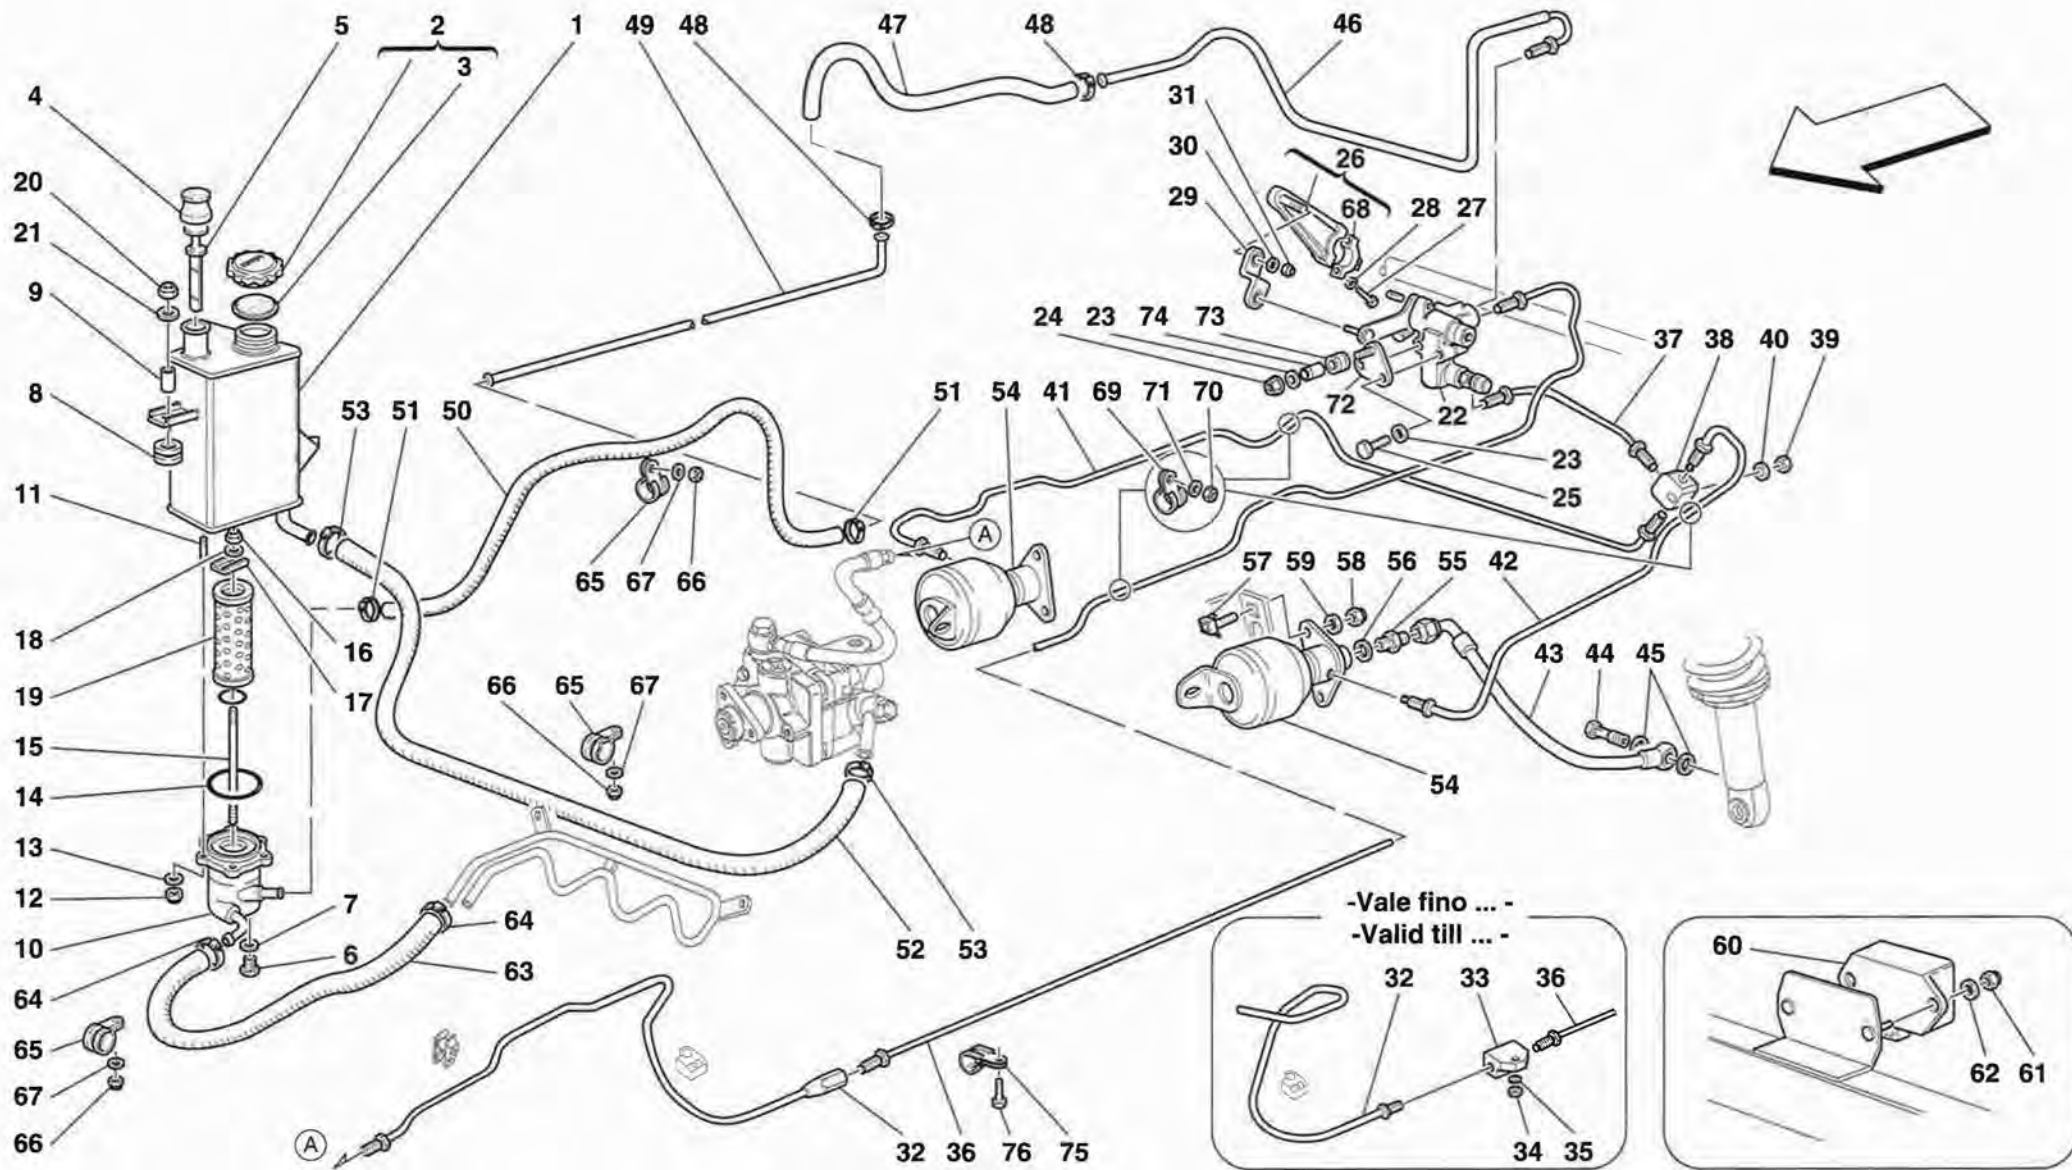 5 2 1 49 48 47 48 46
3
4
31
30 26
20 29 68 28 27
21 48
9
24 23 74 73 37 38 40 39
8
53 51 50 51 54 41 69 71 70 72 22
23
11 25
A
65 67 66 57 59 58 56 55 42
18 16
19 17 66 65 67 43 44 45
15
14 54
13
12 7
10 64 52 53
-Vale fino ... -
-Valid till ... -
6 63
64
60
32 33 36
65
67 62 61
66 A 32 36 76 75 34 35